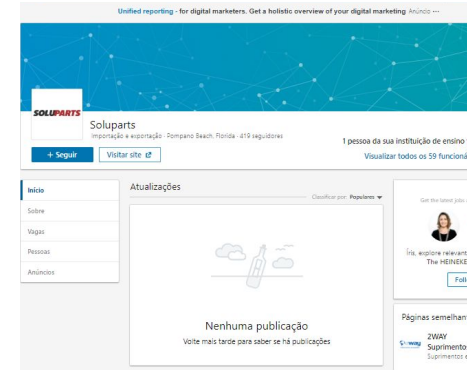 Unified reporting - for digital marketers. Get a holistic overview of your digital marketing Anúncio ···
SOLUPARTS
Soluparts
Importação e exportação · Pompano Beach, Florida · 419 seguidores
1 pessoa da sua instituição de ensino
+ Seguir
Visitar site
Visualizar todos os 59 funcioná
Início
Sobre
Vagas
Pessoas
Anúncios
Atualizações
Classificar por: Populares
Nenhuma publicação
Volte mais tarde para saber se há publicações
Get the latest jobs
Íris, explore relevant
The HEINEKE
Foll
Páginas semelhant
2WAY
Suprimentos
Suprimentos e